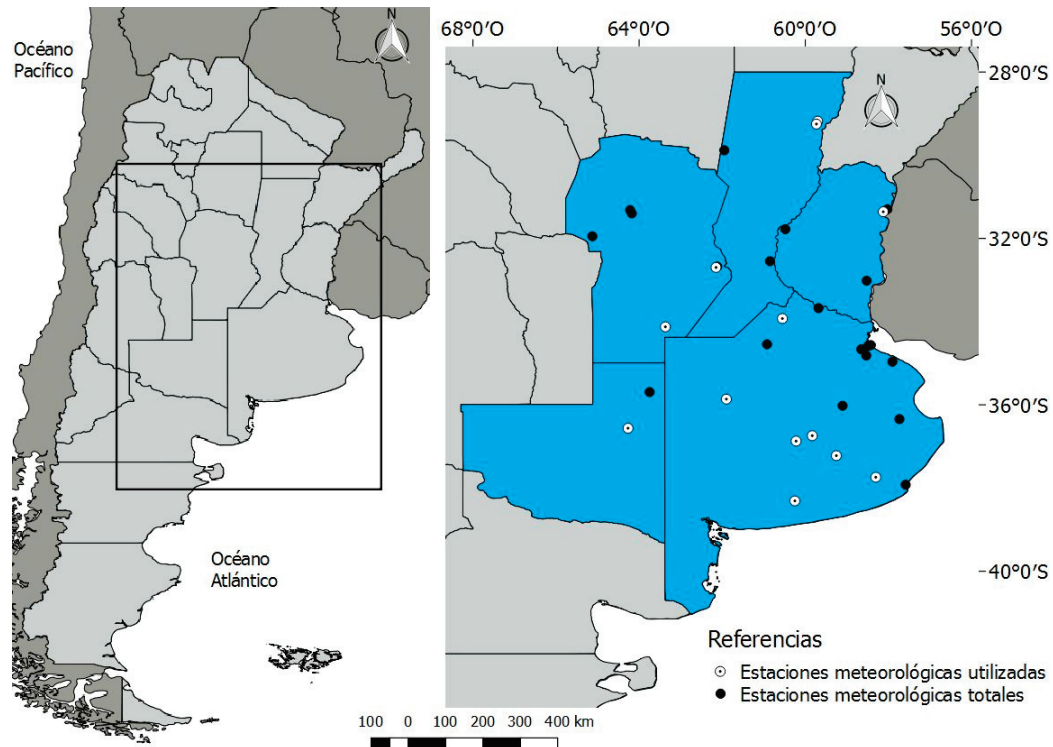 Océano
Pacífico
N
Océano
Atlántico
100 0 100 200 300 400 km
68°0'O 64°0'O 60°0'O 56°0'O
N
28°0'S
32°0'S
36°0'S
40°0'S
Referencias
Estaciones meteorológicas utilizadas
Estaciones meteorológicas totales